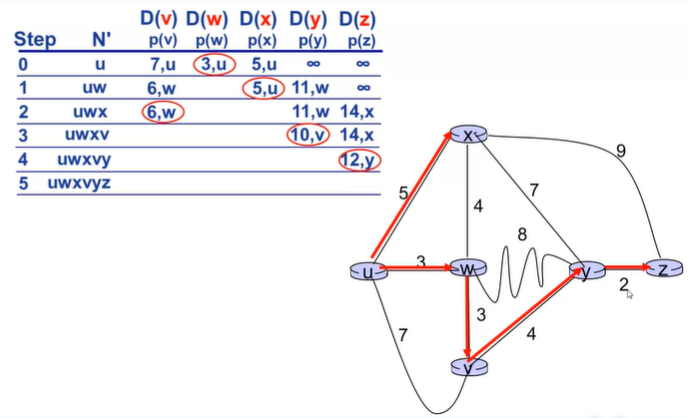 D(v) D(w) D(x) D(y) D(z)
Step N' p(v) p(w) p(x) p(y) p(z)
0 u 7,u 3,u 5,u ∞ ∞
1 uw 6,w 5,u 11,w ∞
2 uwx 6,w 11,w 14,x
3 uwxv 10,v 14,x
4 uwxvy 12,y
5 uwxvyz
x
9
5
7
4
8
u
3
w
y
z
2
3
7
4
v